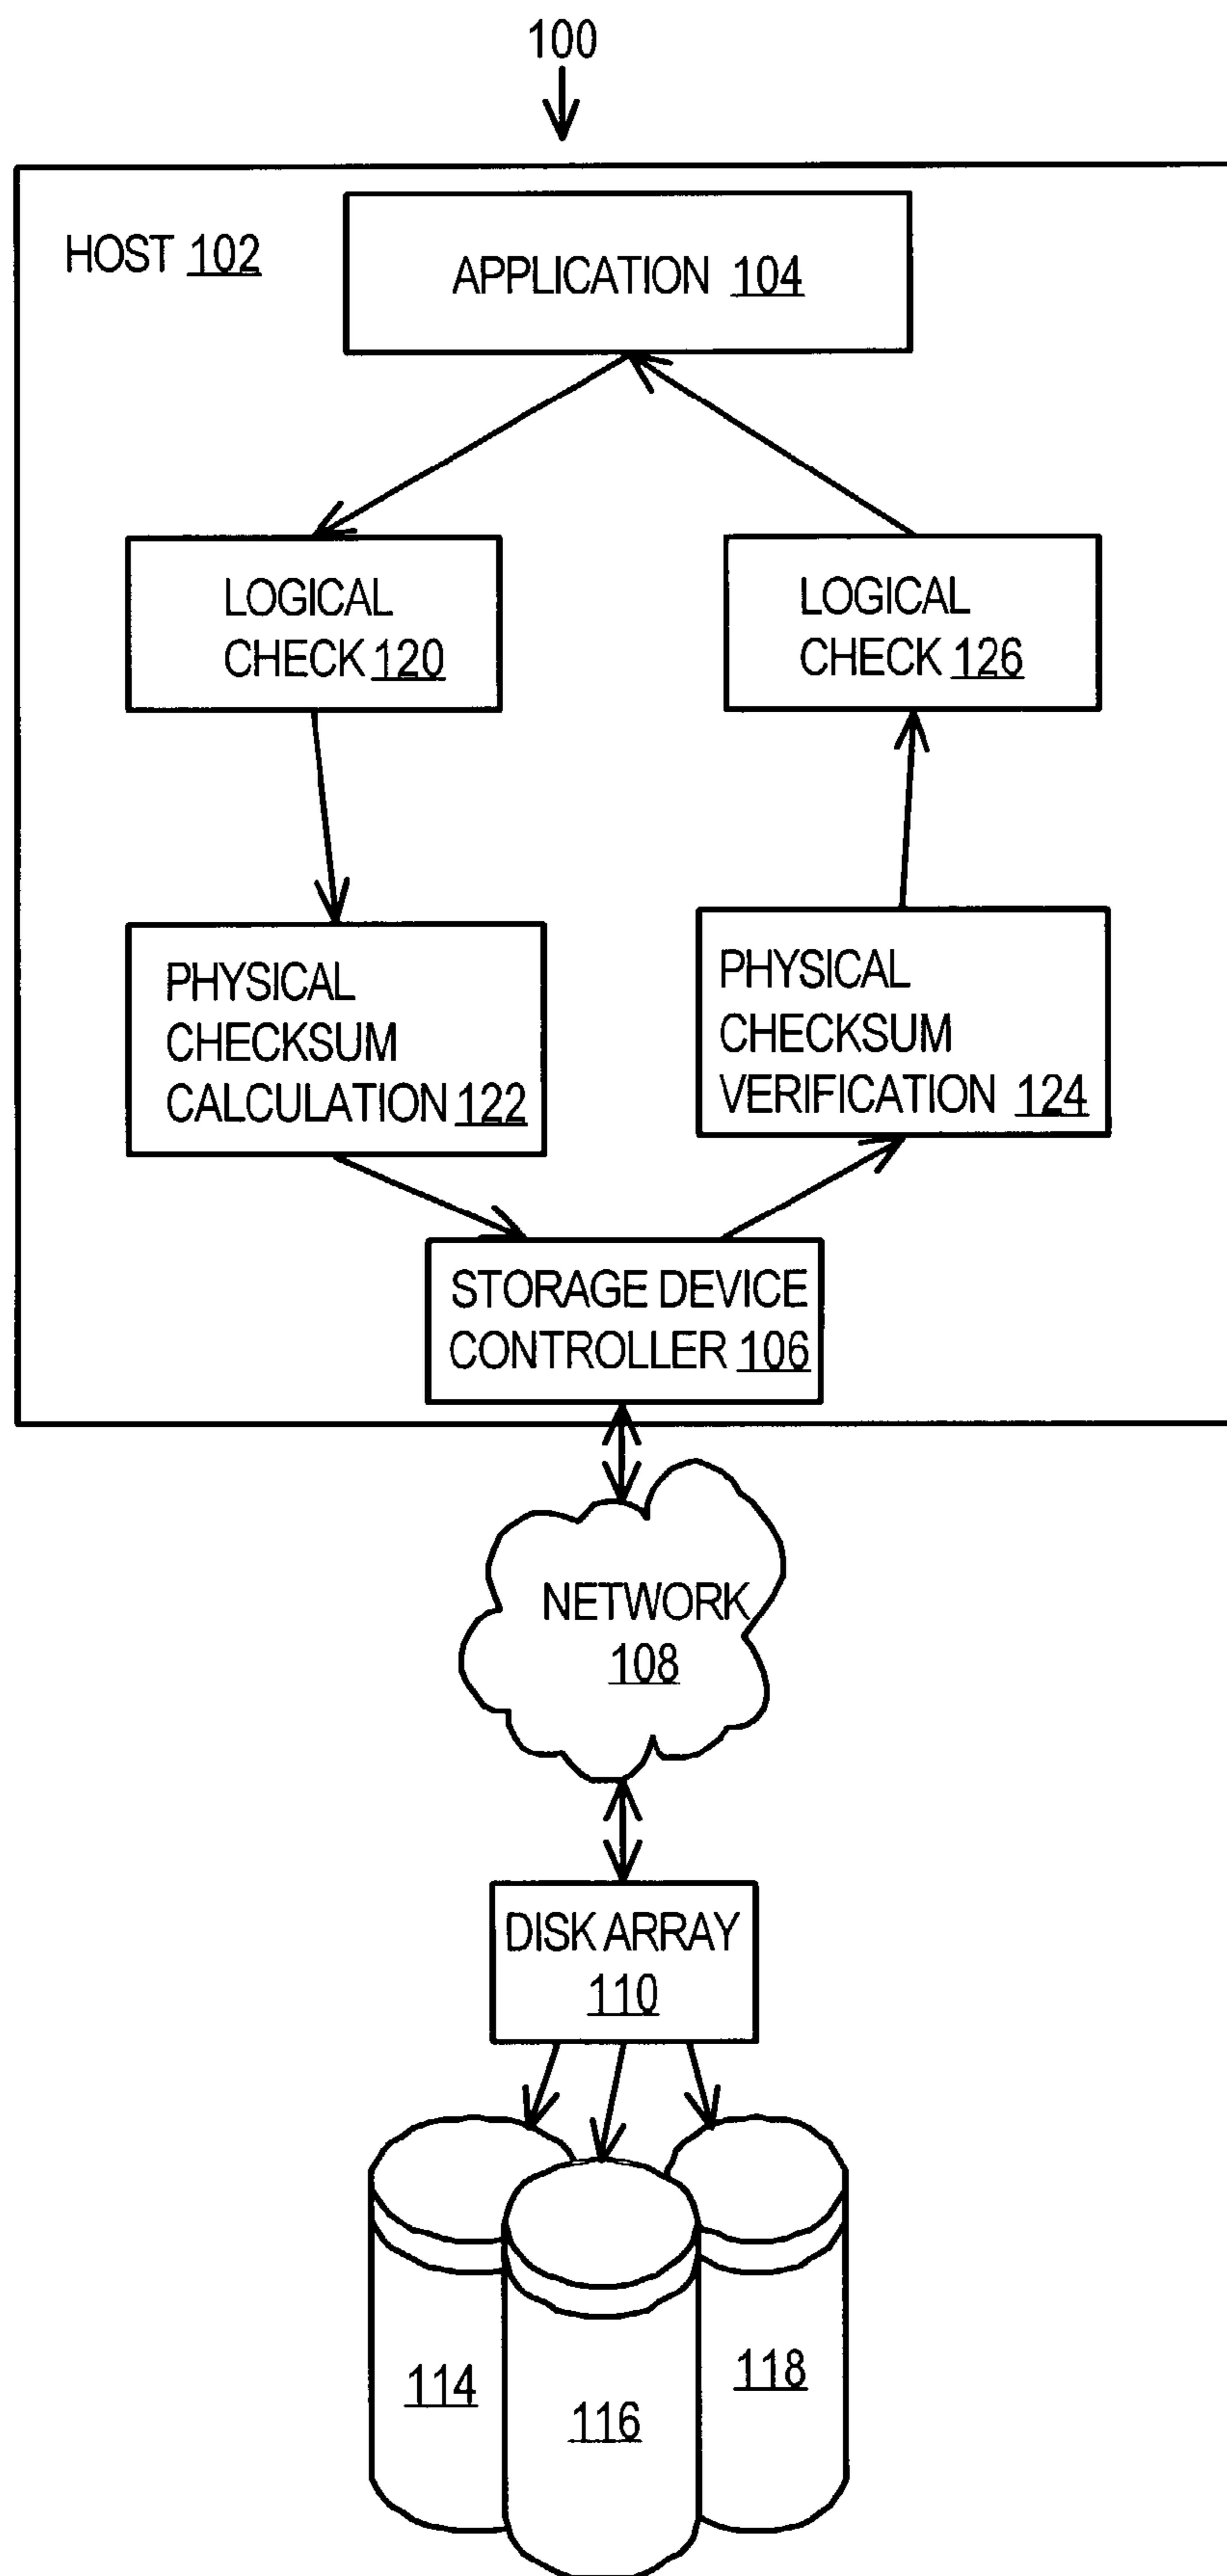 100
HOST 102
APPLICATION 104
LOGICAL
CHECK 120
LOGICAL
CHECK 126
PHYSICAL
CHECKSUM
CALCULATION 122
PHYSICAL
CHECKSUM
VERIFICATION 124
STORAGE DEVICE
CONTROLLER 106
NETWORK
108
DISK ARRAY
110
114
116
118